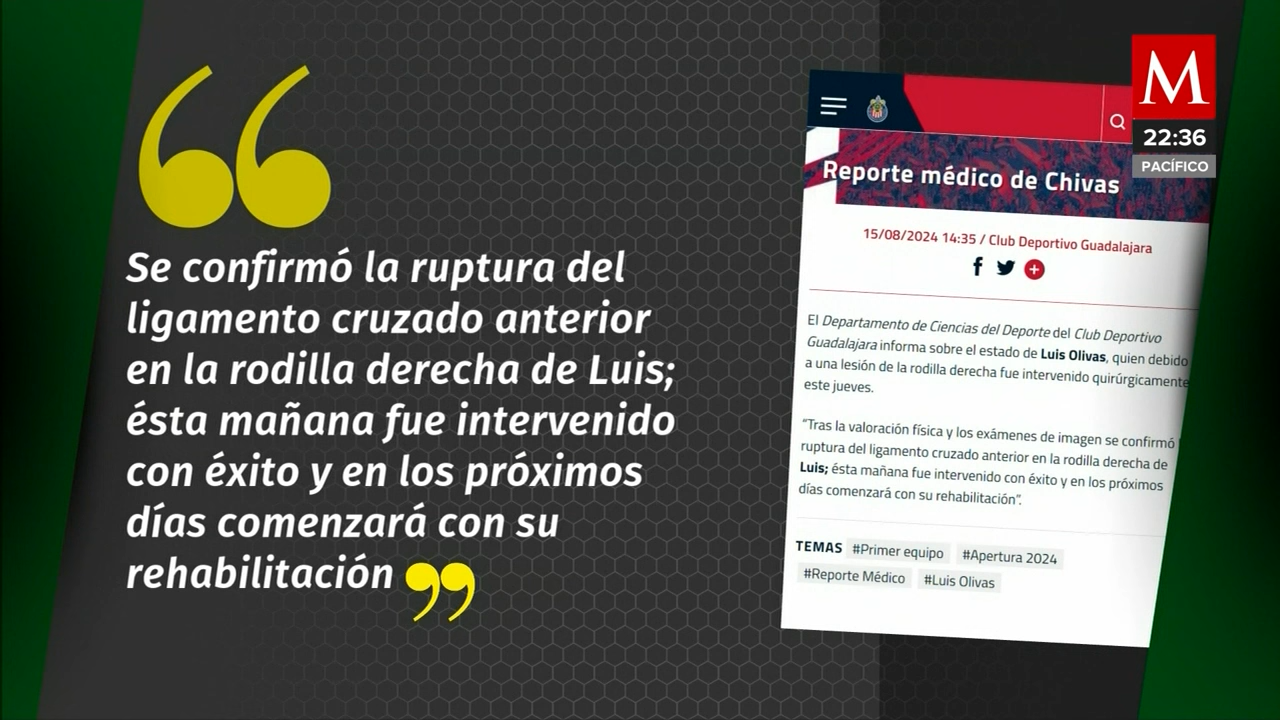 “
Se confirmó la ruptura del
ligamento cruzado anterior
en la rodilla derecha de Luis;
ésta mañana fue intervenido
con éxito y en los próximos
días comenzará con su
rehabilitación ”
M
22:36
PACÍFICO
Reporte médico de Chivas
15/08/2024 14:35 / Club Deportivo Guadalajara
El Departamento de Ciencias del Deporte del Club Deportivo
Guadalajara informa sobre el estado de Luis Olivas, quien debido
a una lesión de la rodilla derecha fue intervenido quirúrgicamente
este jueves.
“Tras la valoración física y los exámenes de imagen se confirmó
ruptura del ligamento cruzado anterior en la rodilla derecha de
Luis; ésta mañana fue intervenido con éxito y en los próximos
días comenzará con su rehabilitación”.
TEMAS #Primer equipo #Apertura 2024
#Reporte Médico #Luis Olivas